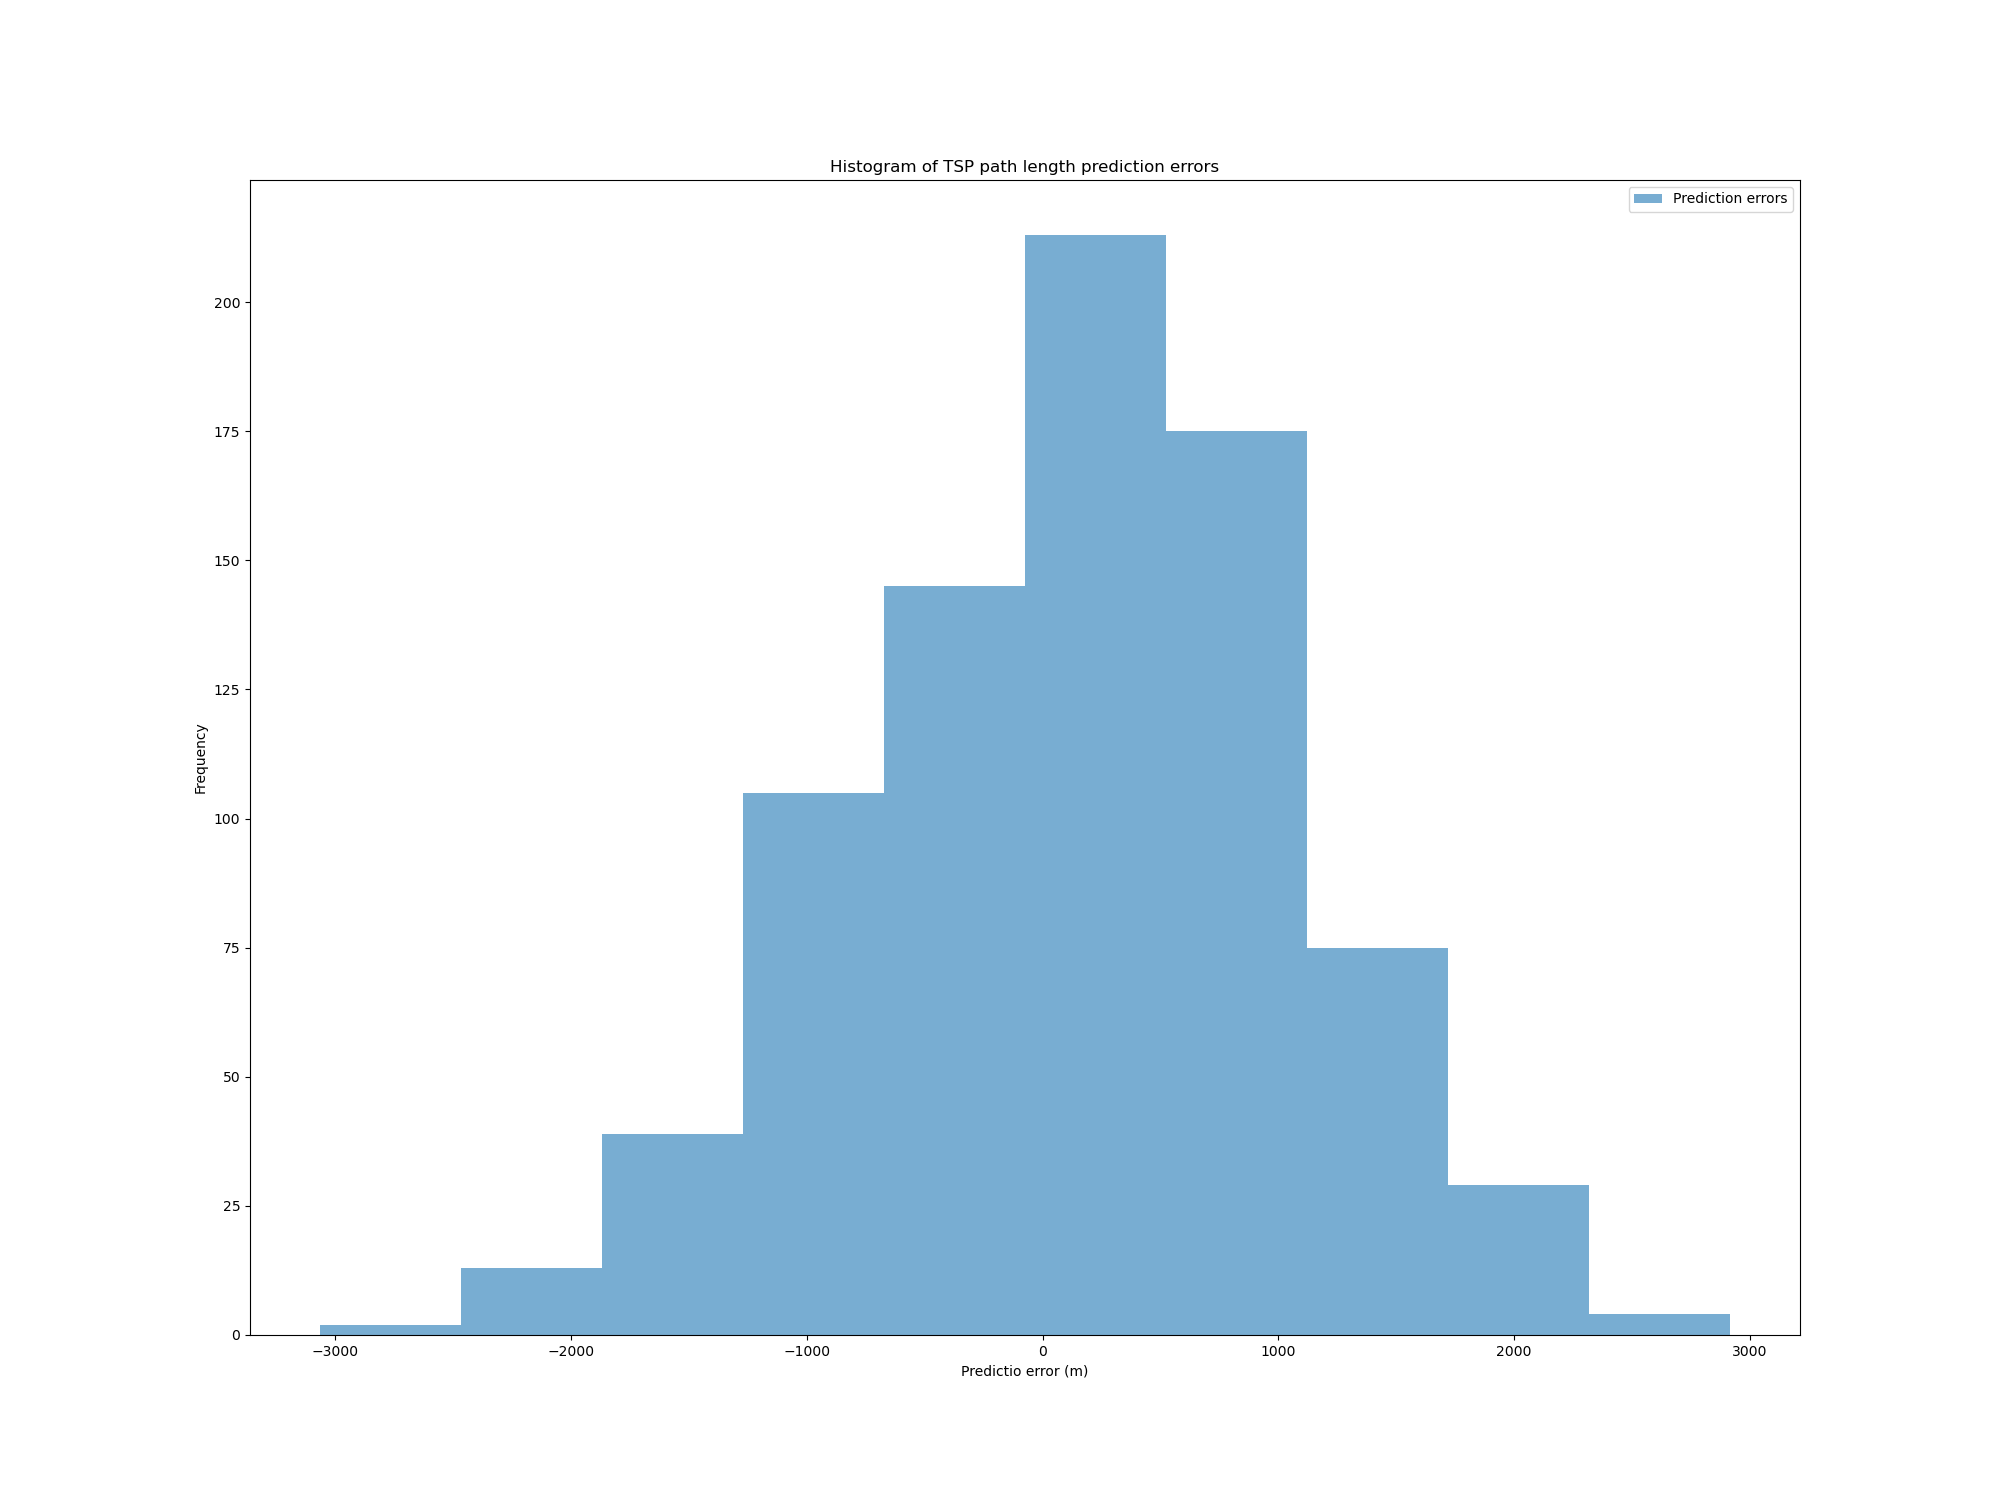 Histogram of TSP path length prediction errors
Prediction errors
200
175
150
125
100
75
50
25
0
Frequency
−3000 −2000 −1000 0 1000 2000 3000
Predictio error (m)